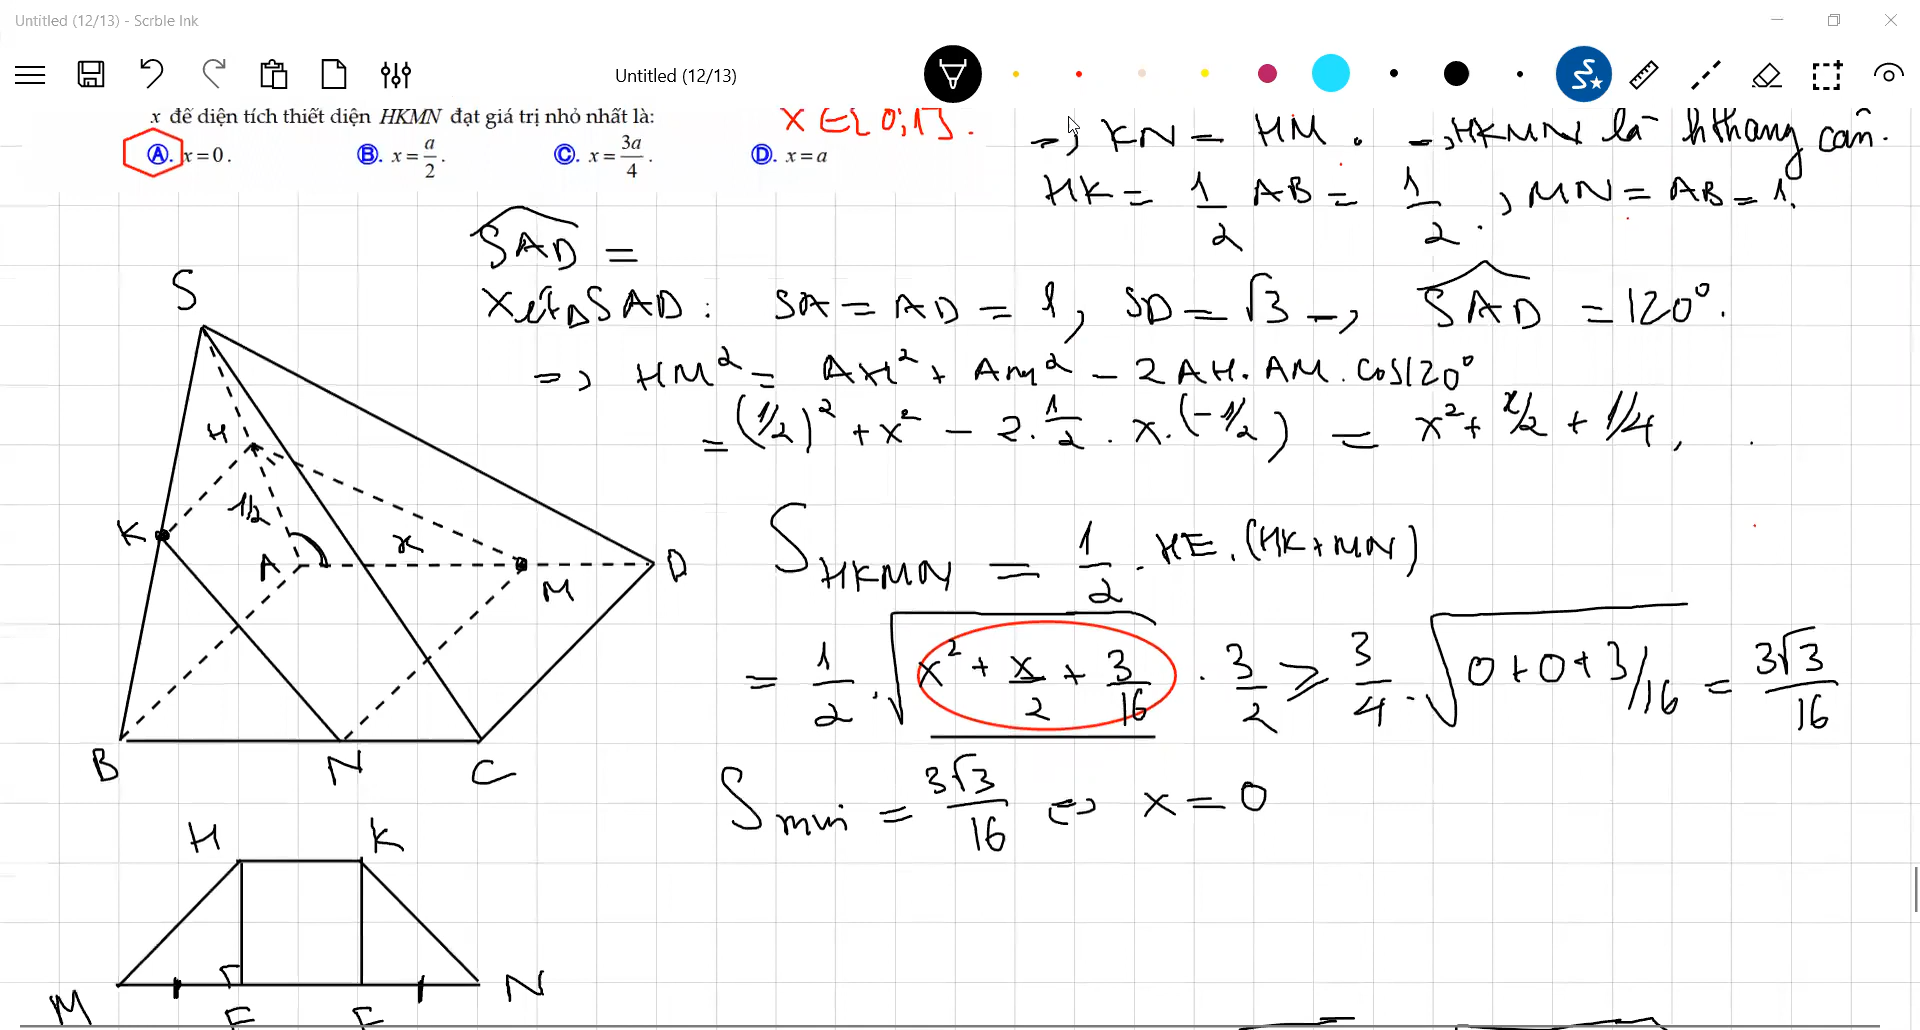 Untitled (12/13) - Scrble Ink
Untitled (12/13)
x để diện tích thiết diện HKMN đạt giá trị nhỏ nhất là:
A. x = 0. B. x = a/2. C. x = 3a/4. D. x = a
x ∈ [0;1].
=> KN = HM. => HKMN là hthang cân.
HK = 1/2 AB = 1/2. , MN = AB = 1.
SAD =
Xét ΔSAD: SA = AD = 1, SD = √3 => SAD = 120°.
=> HM² = AH² + AM² - 2AH.AM.cos120°
= (1/2)² + x² - 2.1/2.x.(-1/2) = x² + x/2 + 1/4,
S HKMN = 1/2.HE.(HK+MN)
= 1/2.√(x² + x/2 + 3/16) . 3/2 ≥ 3/4.√(0+0+3/16) = 3√3/16
S min = 3√3/16 <=> x = 0
S
H
K
1/2
A
x
M
D
B
N
C
H K
M N
E F